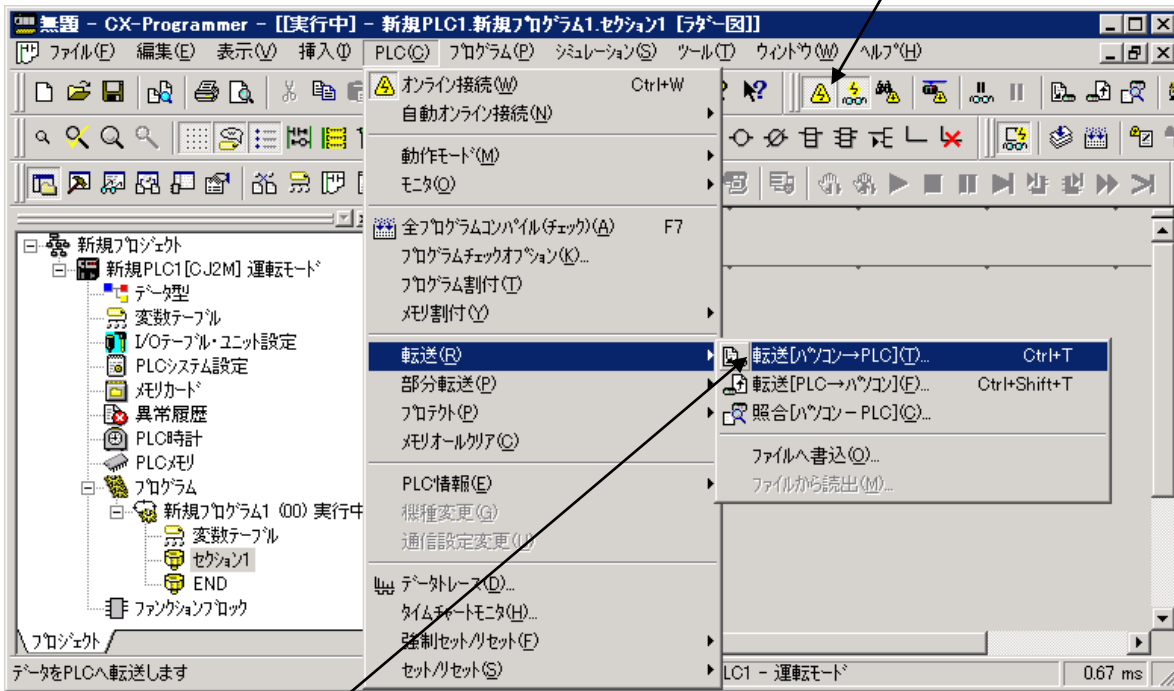 無題 - CX-Programmer - [[実行中] - 新規PLC1.新規ﾌﾟﾛｸﾞﾗﾑ1.ｾｸｼｮﾝ1 [ﾗﾀﾞｰ図]]
ﾌｧｲﾙ(F) 編集(E) 表示(V) 挿入(I) PLC(C) ﾌﾟﾛｸﾞﾗﾑ(P) ｼﾐｭﾚｰｼｮﾝ(S) ﾂｰﾙ(T) ｳｨﾝﾄﾞｳ(W) ﾍﾙﾌﾟ(H)
ｵﾝﾗｲﾝ接続(W) Ctrl+W
自動ｵﾝﾗｲﾝ接続(N)
動作ﾓｰﾄﾞ(M)
ﾓﾆﾀ(O)
全ﾌﾟﾛｸﾞﾗﾑｺﾝﾊﾟｲﾙ(ﾁｪｯｸ)(A) F7
ﾌﾟﾛｸﾞﾗﾑﾁｪｯｸｵﾌﾟｼｮﾝ(K)...
ﾌﾟﾛｸﾞﾗﾑ割付(T)
ﾒﾓﾘ割付(Y)
転送(R)
部分転送(P)
ﾌﾟﾛﾃｸﾄ(P)
ﾒﾓﾘｵｰﾙｸﾘｱ(C)
PLC情報(E)
機種変更(G)
通信設定変更(U)
ﾃﾞｰﾀﾄﾚｰｽ(D)...
ﾀｲﾑﾁｬｰﾄﾓﾆﾀ(H)...
強制ｾｯﾄ/ﾘｾｯﾄ(F)
ｾｯﾄ/ﾘｾｯﾄ(S)
転送[ﾊﾟｿｺﾝ→PLC](T)... Ctrl+T
転送[PLC→ﾊﾟｿｺﾝ](F)... Ctrl+Shift+T
照合[ﾊﾟｿｺﾝ－PLC](C)...
ﾌｧｲﾙへ書込(O)...
ﾌｧｲﾙから読出(M)...
新規ﾌﾟﾛｼﾞｪｸﾄ
新規PLC1[CJ2M] 運転ﾓｰﾄﾞ
ﾃﾞｰﾀ型
変数ﾃｰﾌﾞﾙ
I/Oﾃｰﾌﾞﾙ・ﾕﾆｯﾄ設定
PLCｼｽﾃﾑ設定
ﾒﾓﾘｶｰﾄﾞ
異常履歴
PLC時計
PLCﾒﾓﾘ
ﾌﾟﾛｸﾞﾗﾑ
新規ﾌﾟﾛｸﾞﾗﾑ1 (00) 実行中
変数ﾃｰﾌﾞﾙ
ｾｸｼｮﾝ1
END
ﾌｧﾝｸｼｮﾝﾌﾞﾛｯｸ
ﾌﾟﾛｼﾞｪｸﾄ
ﾃﾞｰﾀをPLCへ転送します
LC1 - 運転ﾓｰﾄﾞ 0.67 ms